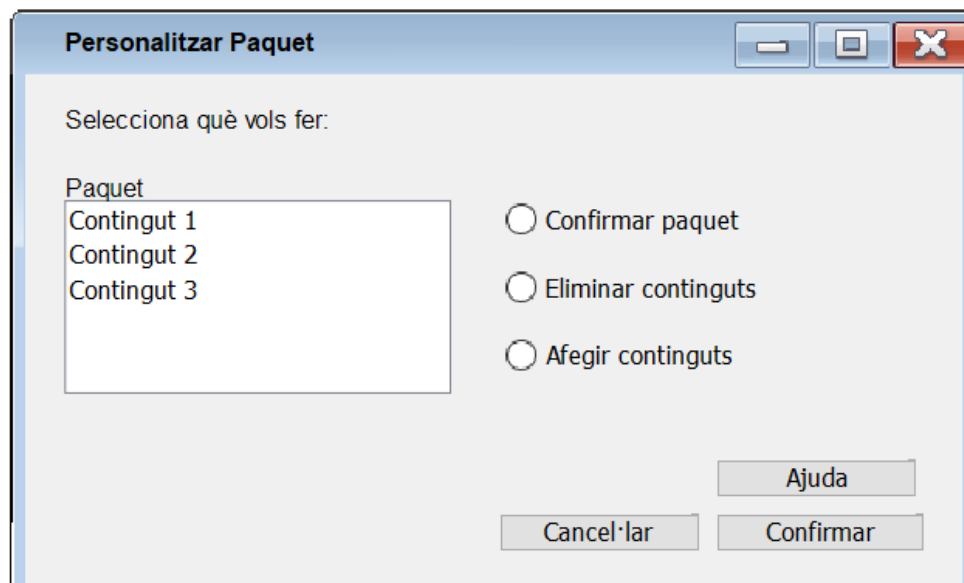 Personalitzar Paquet
Selecciona què vols fer:
Paquet
Contingut 1
Contingut 2
Contingut 3
Confirmar paquet
Eliminar continguts
Afegir continguts
Ajuda
Cancel·lar
Confirmar